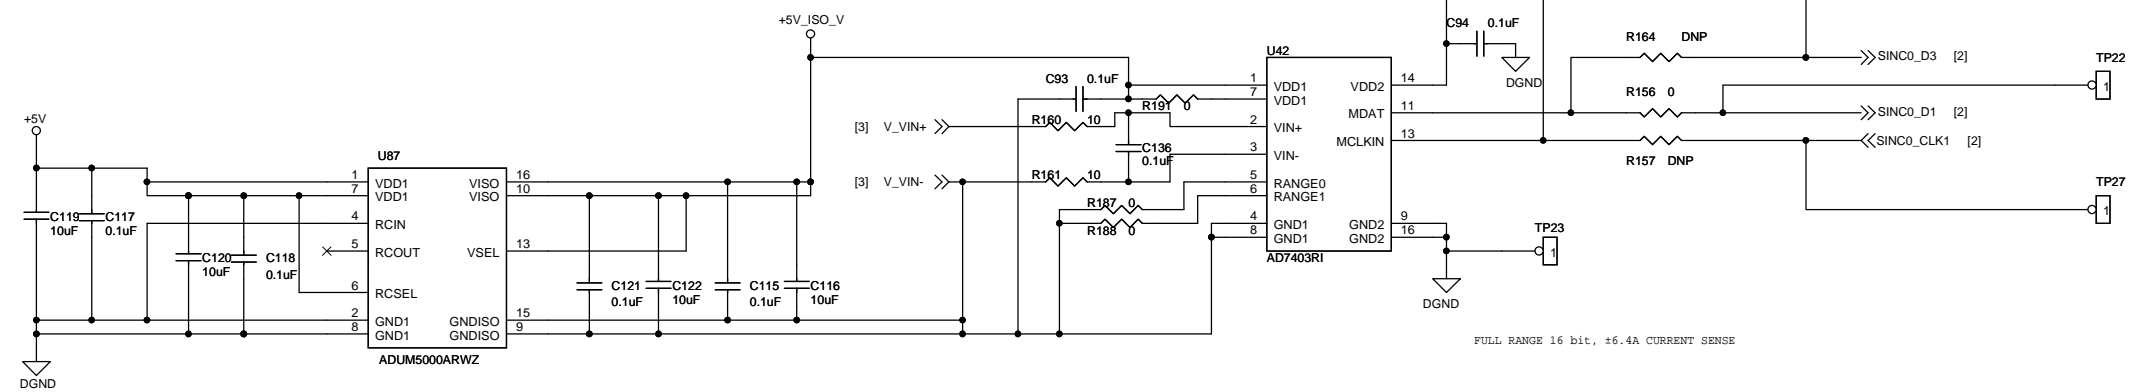 +5V_ISO_V
C94 0.1uF
DGND
R164 DNP
SINC0_D3 [2]
TP22
1
U42
C93 0.1uF
R191 0
1 VDD1
7 VDD1
VDD2 14
MDAT 11
R156 0
SINC0_D1 [2]
+5V
[3] V_VIN+
R160 10
2 VIN+
MCLKIN 13
SINC0_CLK1 [2]
C136
0.1uF
3 VIN-
R157 DNP
U87
[3] V_VIN-
R161 10
5 RANGE0
6 RANGE1
1 VDD1
7 VDD1
VISO 16
VISO 10
R187 0
R188 0
TP27
1
C119
10uF
C117
0.1uF
4 RCIN
4 GND1
8 GND1
GND2 9
GND2 16
TP23
1
5 RCOUT
VSEL 13
AD7403RI
C120
10uF
C118
0.1uF
6 RCSEL
C121
0.1uF
C122
10uF
C115
0.1uF
C116
10uF
DGND
2 GND1
8 GND1
GNDISO 15
GNDISO 9
ADUM5000ARWZ
FULL RANGE 16 bit, ±6.4A CURRENT SENSE
DGND